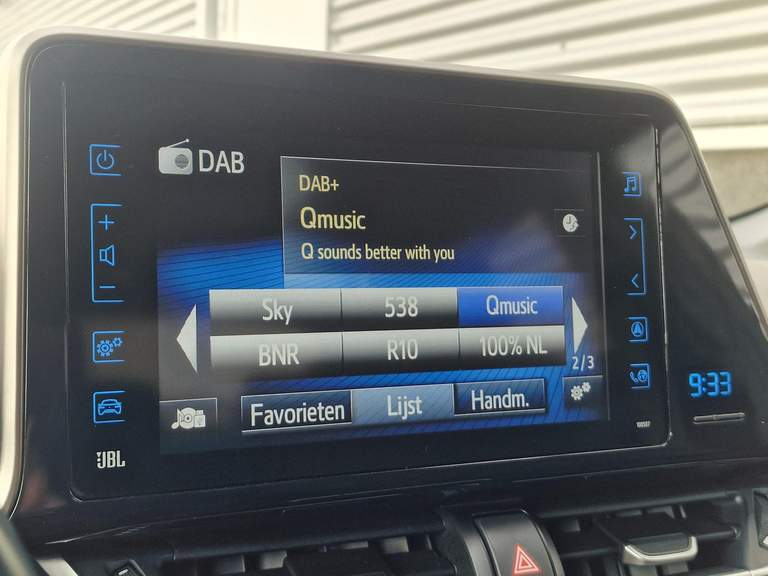 DAB
DAB+
Qmusic
Q sounds better with you
Sky 538 Qmusic
BNR R10 100% NL
2/3
Favorieten Lijst Handm.
9:33
JBL